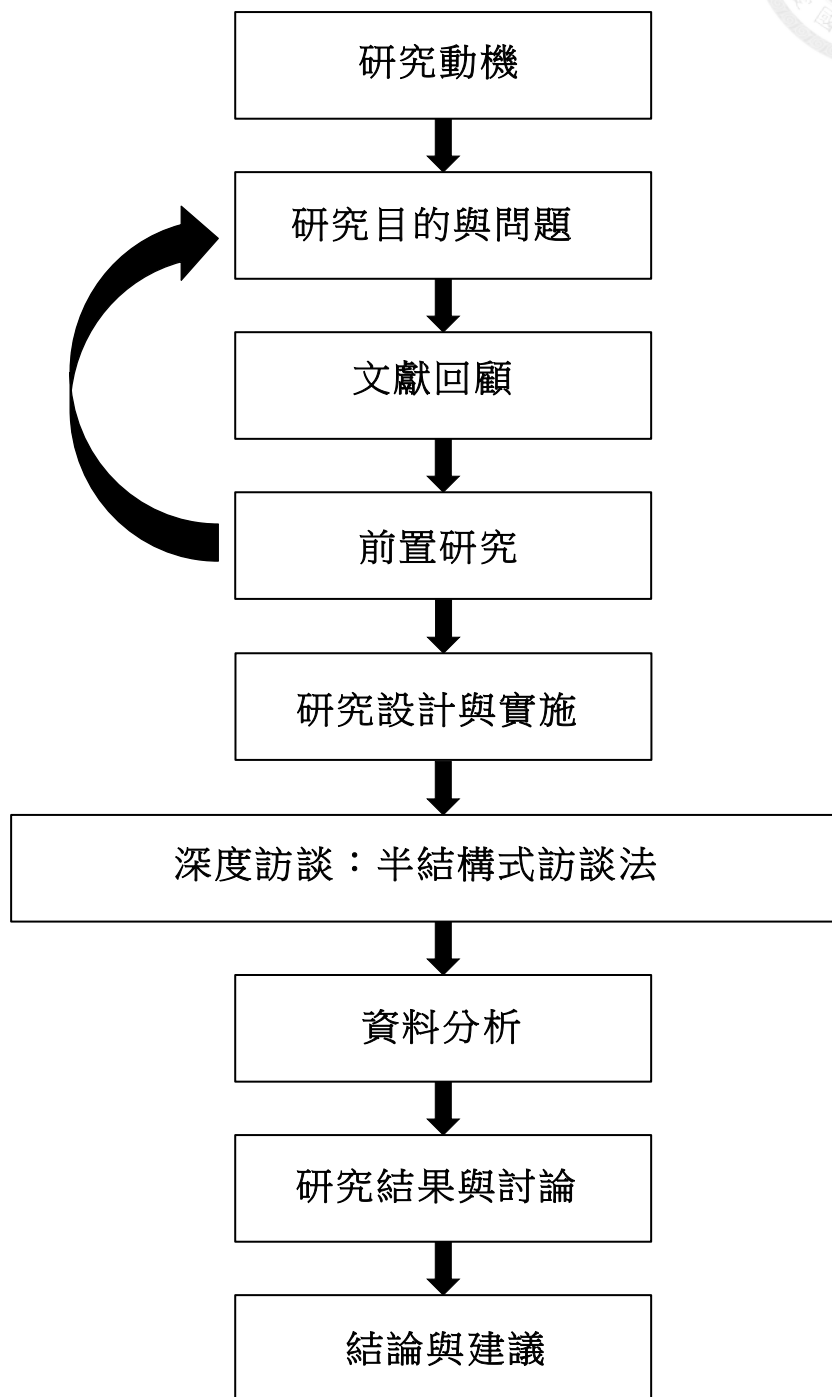 研究動機
研究目的與問題
文獻回顧
前置研究
研究設計與實施
深度訪談：半結構式訪談法
資料分析
研究結果與討論
結論與建議